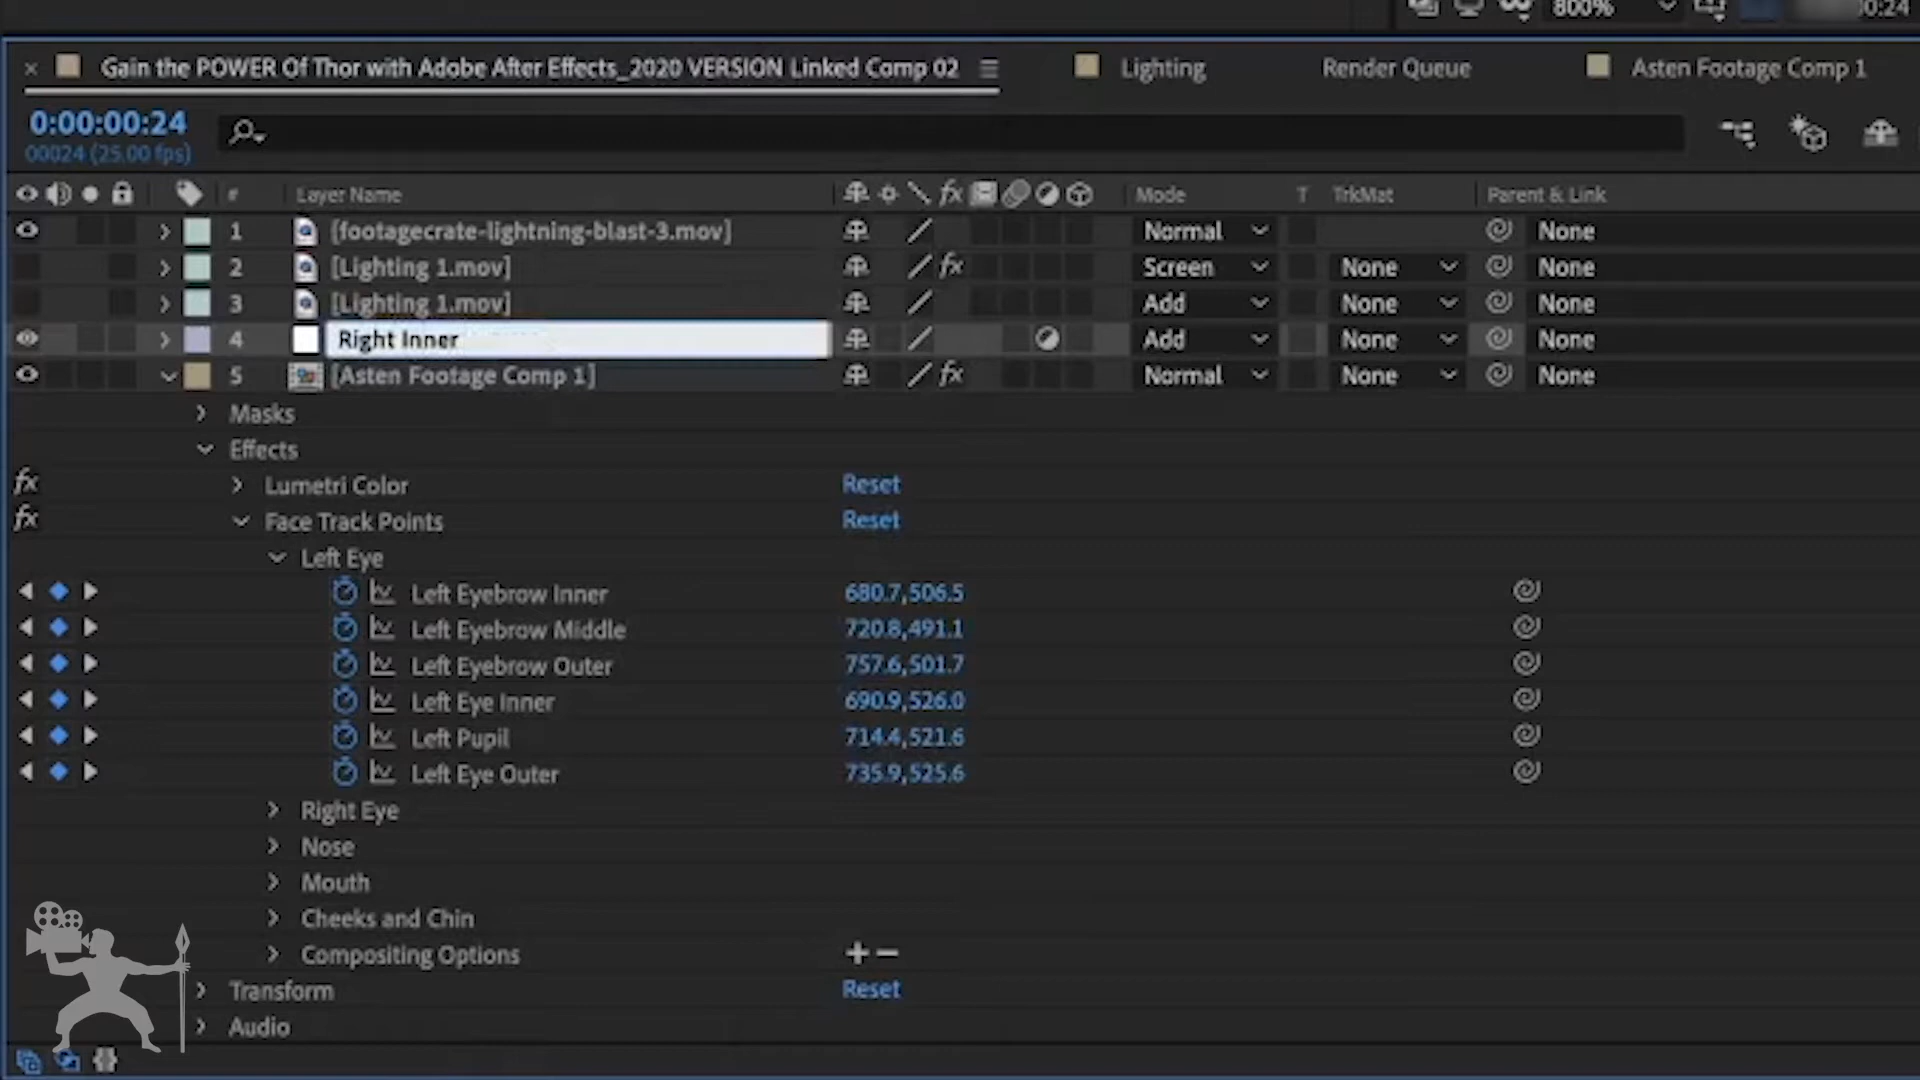 800%
Gain the POWER Of Thor with Adobe After Effects_2020 VERSION Linked Comp 02
Lighting
Render Queue
Asten Footage Comp 1
0:00:00:24
00024 (25.00 fps)
# Layer Name fx Mode T TrkMat Parent & Link
1 [footagecrate-lightning-blast-3.mov] Normal None
2 [Lighting 1.mov] fx Screen None None
3 [Lighting 1.mov] Add None None
4 Right Inner Add None None
5 [Asten Footage Comp 1] fx Normal None None
Masks
Effects
fx Lumetri Color Reset
fx Face Track Points Reset
Left Eye
Left Eyebrow Inner 680.7,506.5
Left Eyebrow Middle 720.8,491.1
Left Eyebrow Outer 757.6,501.7
Left Eye Inner 690.9,526.0
Left Pupil 714.4,521.6
Left Eye Outer 735.9,525.6
Right Eye
Nose
Mouth
Cheeks and Chin
Compositing Options + −
Transform Reset
Audio